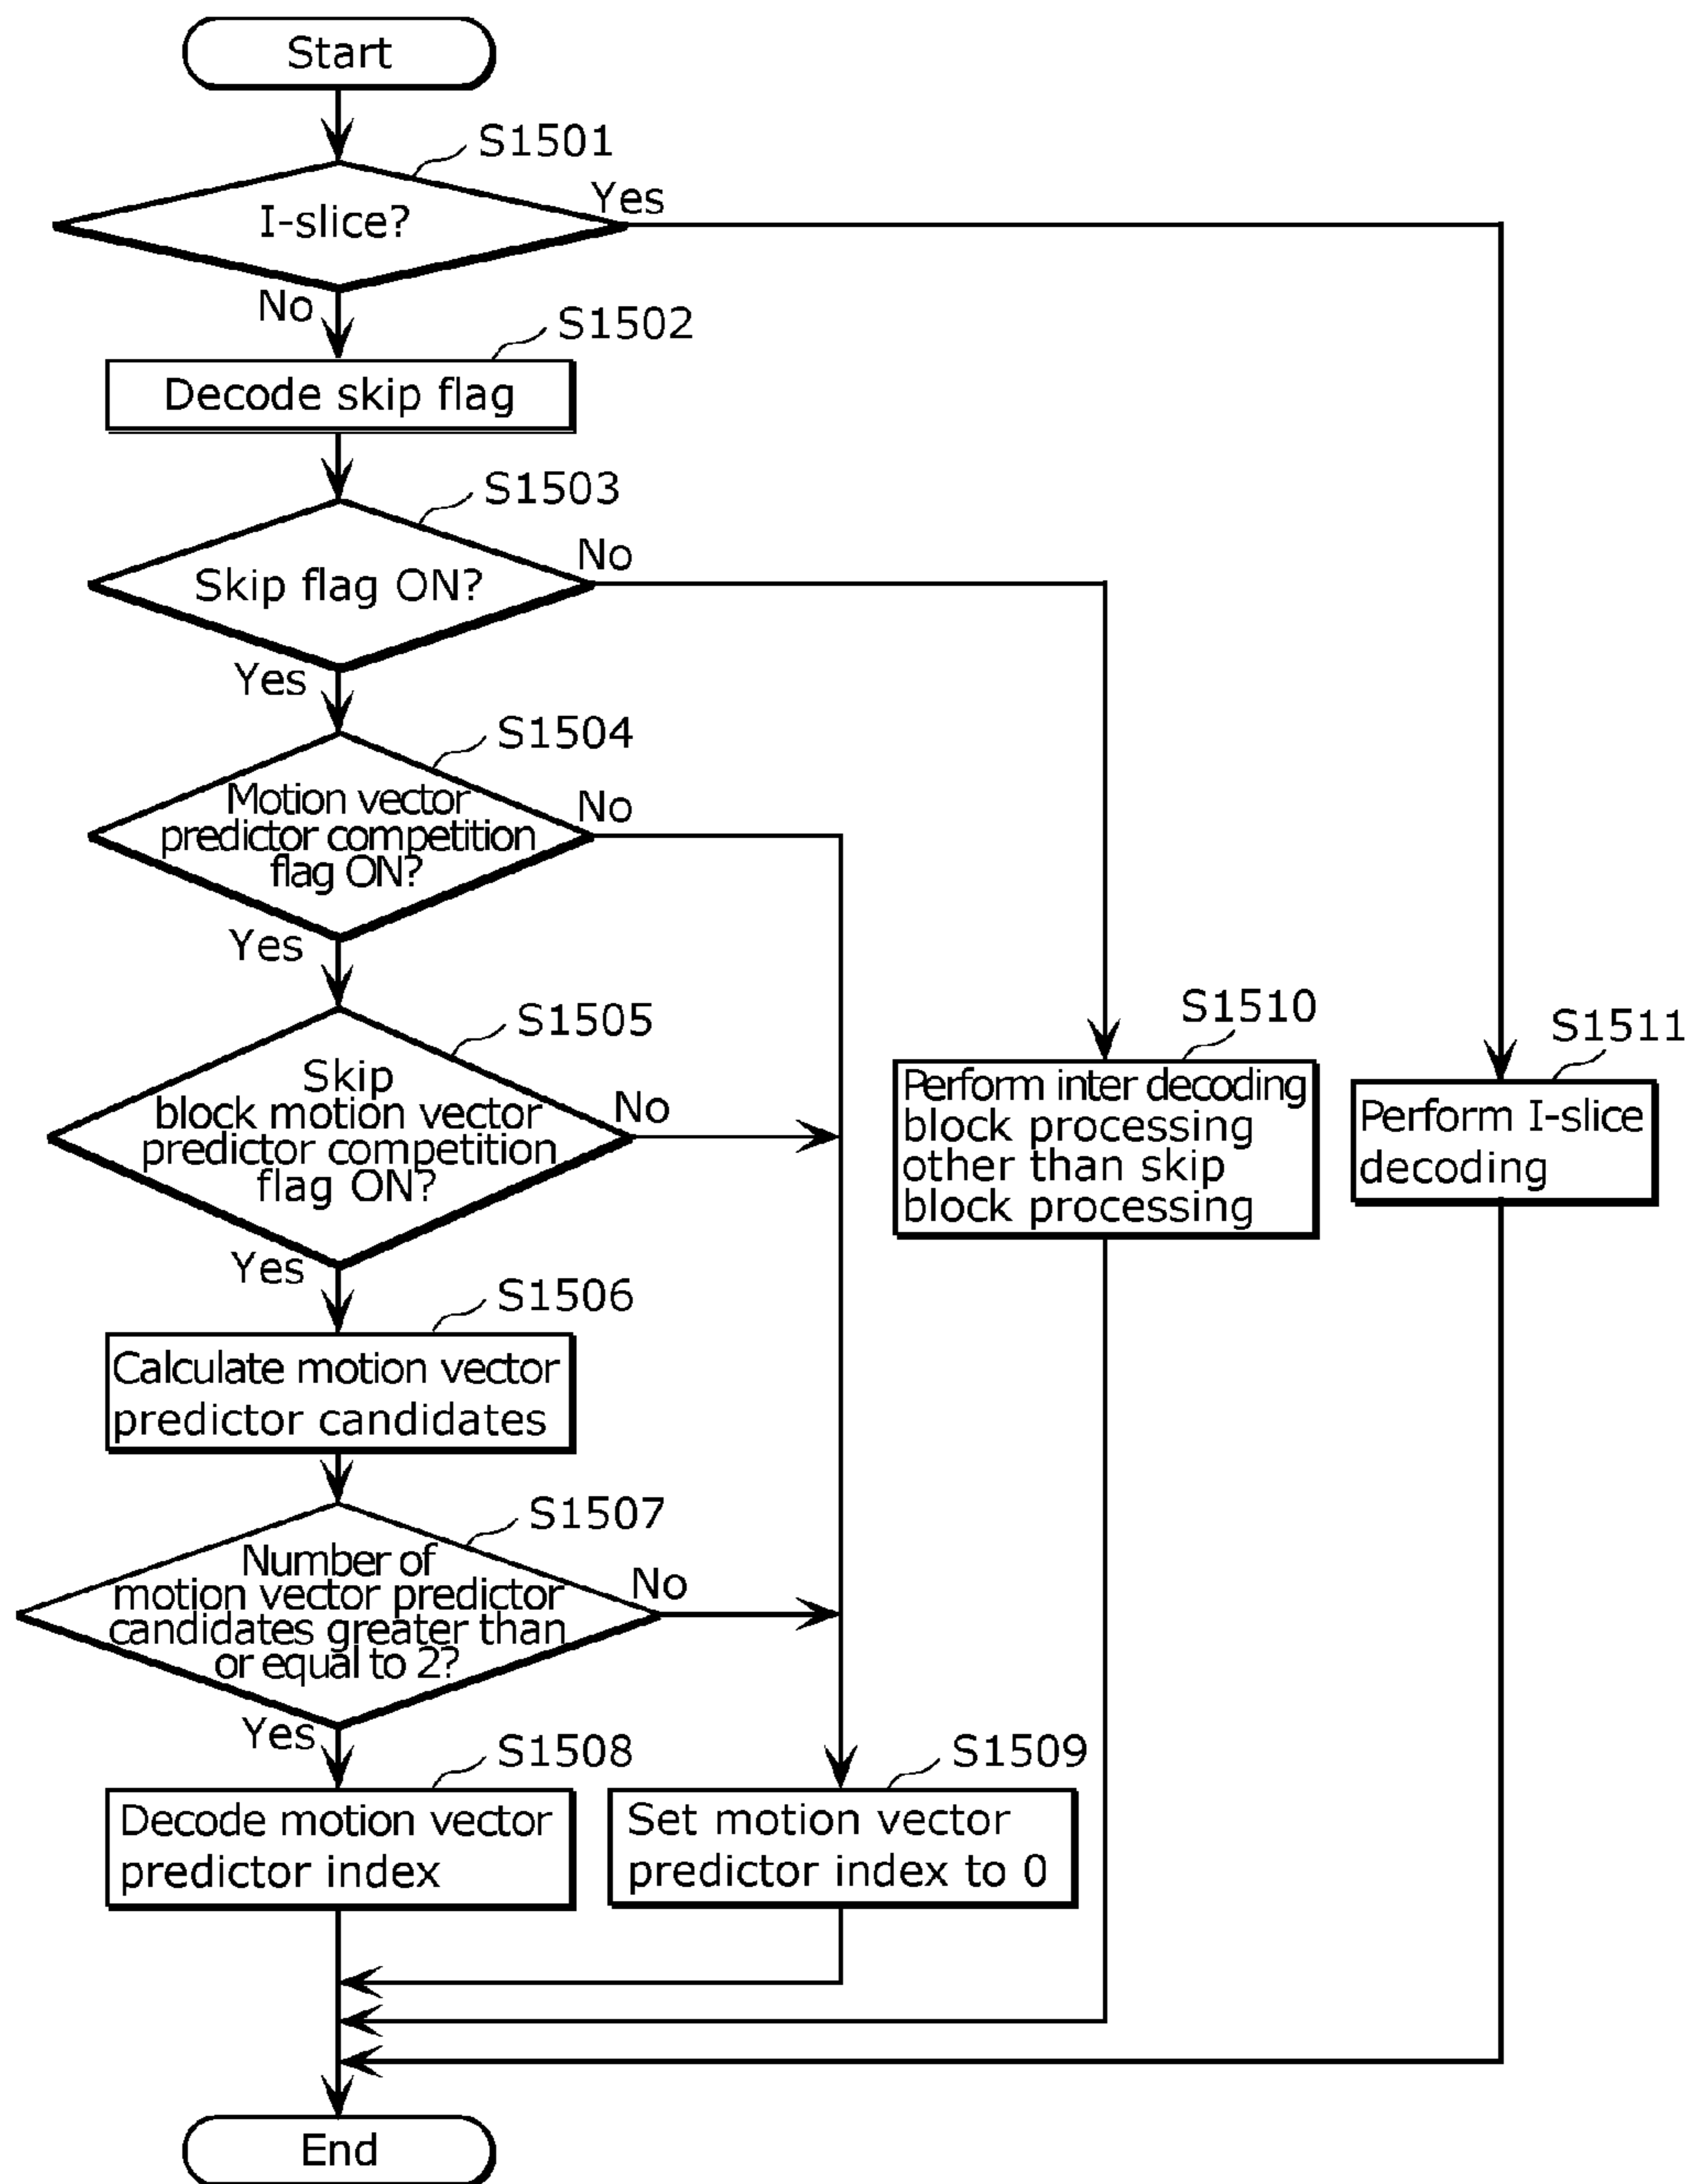 Start
S1501
I-slice?
Yes
No
S1502
Decode skip flag
S1503
Skip flag ON?
No
Yes
S1504
Motion vector
predictor competition
flag ON?
No
Yes
S1505
Skip
block motion vector
predictor competition
flag ON?
No
Yes
S1510
Perform inter decoding
block processing
other than skip
block processing
S1511
Perform I-slice
decoding
S1506
Calculate motion vector
predictor candidates
S1507
Number of
motion vector predictor
candidates greater than
or equal to 2?
No
Yes
S1508
Decode motion vector
predictor index
S1509
Set motion vector
predictor index to 0
End